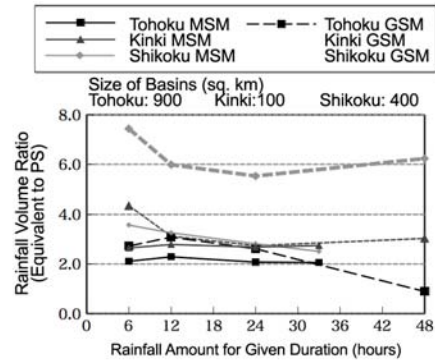 Tohoku MSM Tohoku GSM
Kinki MSM Kinki GSM
Shikoku MSM Shikoku GSM
Size of Basins (sq. km)
Tohoku: 900 Kinki:100 Shikoku: 400
8.0
6.0
4.0
2.0
0.0
Rainfall Volume Ratio
(Equivalent to PS)
0 6 12 18 24 30 36 42 48
Rainfall Amount for Given Duration (hours)